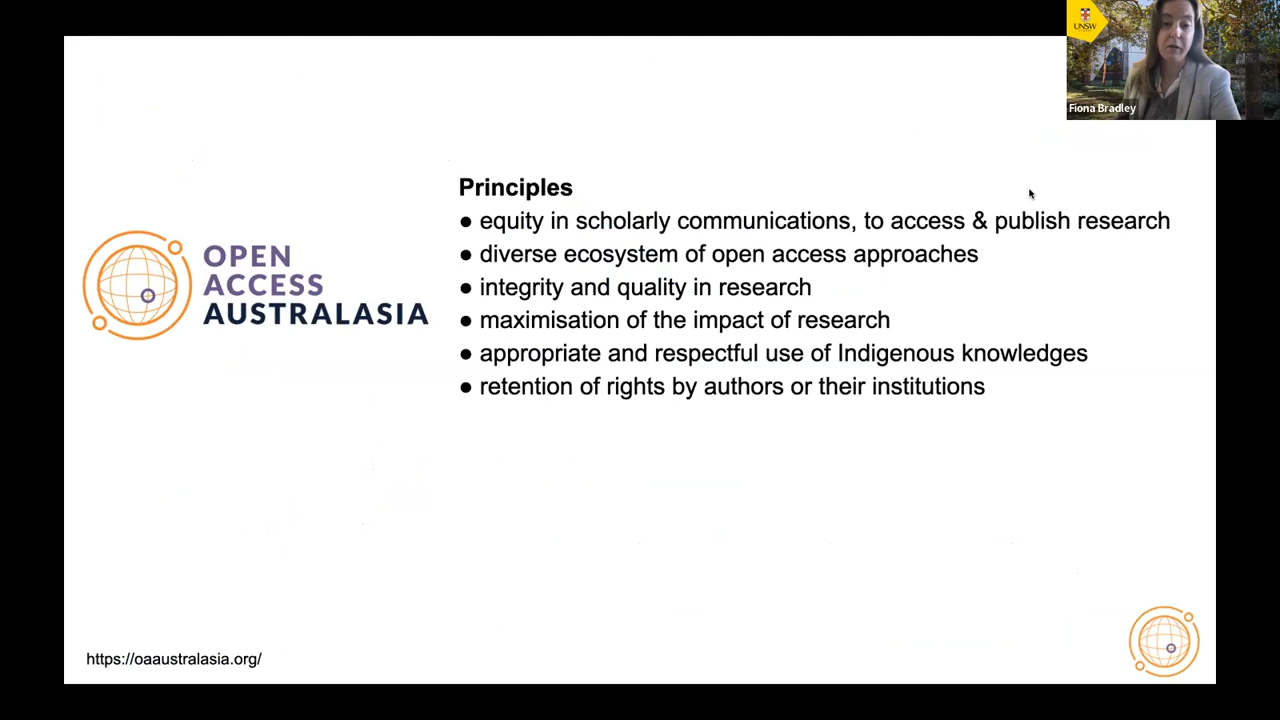 UNSW
Fiona Bradley
Principles
● equity in scholarly communications, to access & publish research
● diverse ecosystem of open access approaches
● integrity and quality in research
● maximisation of the impact of research
● appropriate and respectful use of Indigenous knowledges
● retention of rights by authors or their institutions
OPEN
ACCESS
AUSTRALASIA
https://oaaustralasia.org/